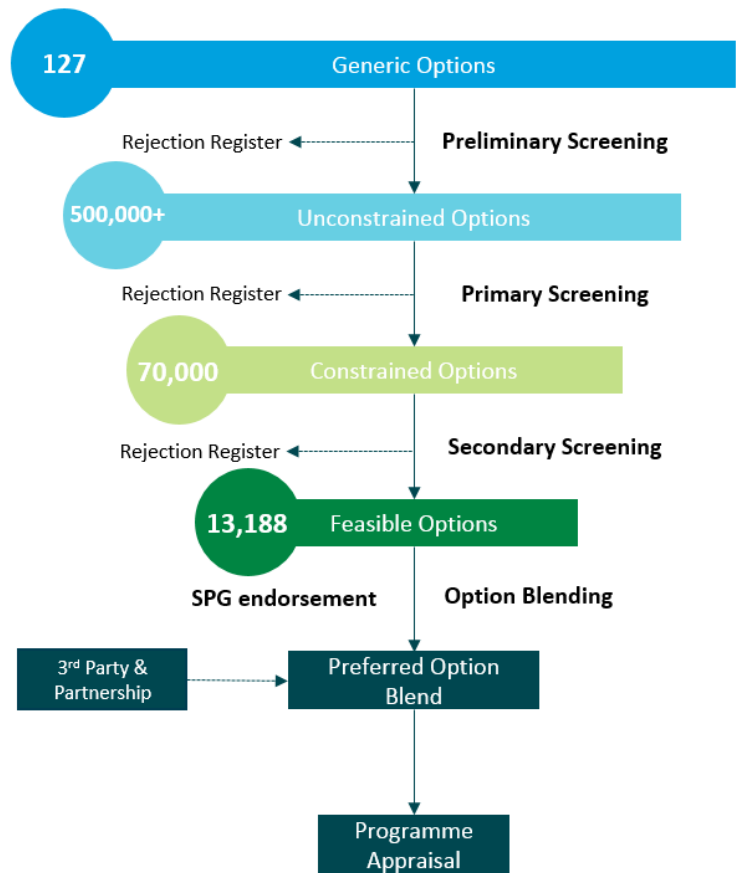 127
Generic Options
Rejection Register
Preliminary Screening
500,000+
Unconstrained Options
Rejection Register
Primary Screening
70,000
Constrained Options
Rejection Register
Secondary Screening
13,188
Feasible Options
SPG endorsement
Option Blending
3rd Party &
Partnership
Preferred Option
Blend
Programme
Appraisal